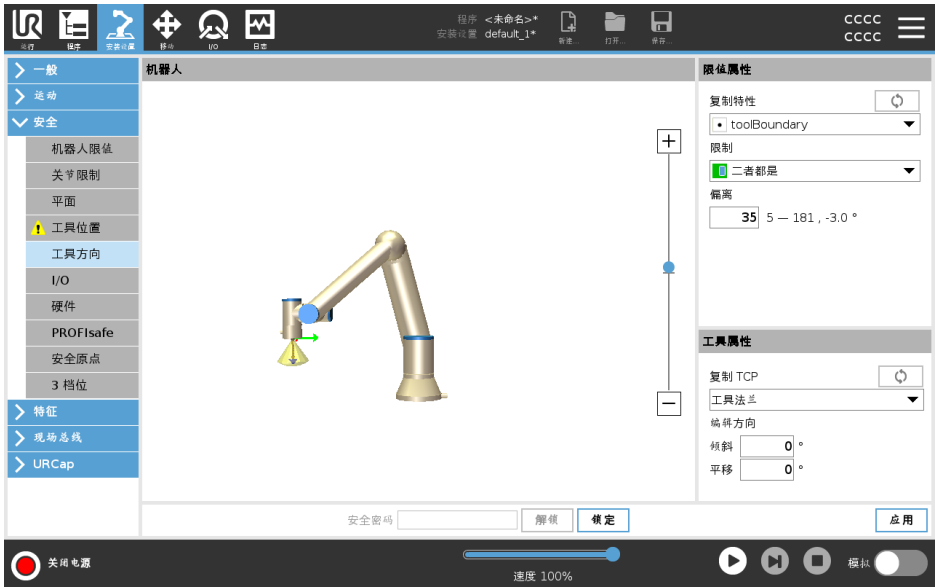 UR
程序 <未命名>*
安装设置 default_1*
CCCC
CCCC
运行
程序
安装设置
移动
I/O
日志
新建...
打开...
保存...
一般
运动
安全
机器人限值
关节限制
平面
工具位置
工具方向
I/O
硬件
PROFIsafe
安全原点
3 档位
特征
现场总线
URCap
机器人
限值属性
复制特性
toolBoundary
限制
二者都是
偏离
35 5 — 181 , -3.0 °
工具属性
复制 TCP
工具法兰
编辑方向
倾斜 0 °
平移 0 °
安全密码
解锁
锁定
应用
关闭电源
速度 100%
模拟